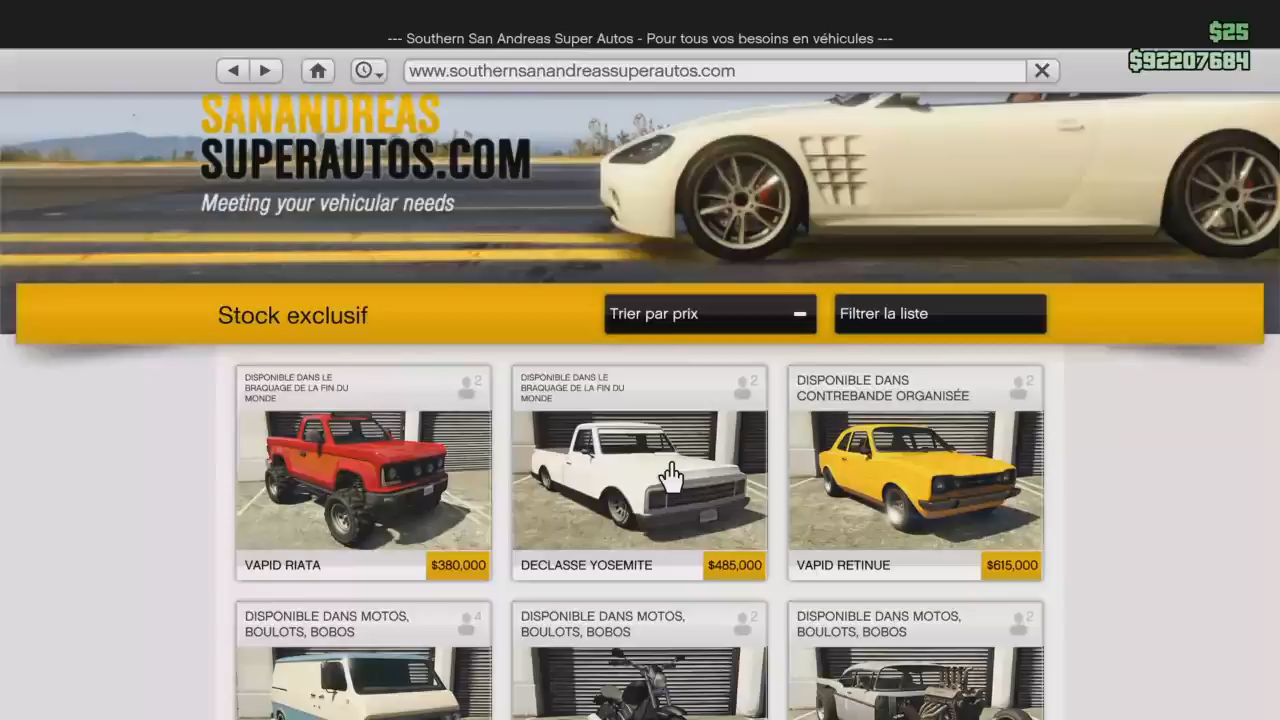 --- Southern San Andreas Super Autos - Pour tous vos besoins en véhicules ---
$25
$92207684
www.southernsanandreassuperautos.com
SANANDREAS
SUPERAUTOS.COM
Meeting your vehicular needs
Stock exclusif
Trier par prix
Filtrer la liste
DISPONIBLE DANS LE
BRAQUAGE DE LA FIN DU
MONDE
2
DISPONIBLE DANS LE
BRAQUAGE DE LA FIN DU
MONDE
2
DISPONIBLE DANS
CONTREBANDE ORGANISÉE
2
VAPID RIATA
$380,000
DECLASSE YOSEMITE
$485,000
VAPID RETINUE
$615,000
DISPONIBLE DANS MOTOS,
BOULOTS, BOBOS
4
DISPONIBLE DANS MOTOS,
BOULOTS, BOBOS
2
DISPONIBLE DANS MOTOS,
BOULOTS, BOBOS
2